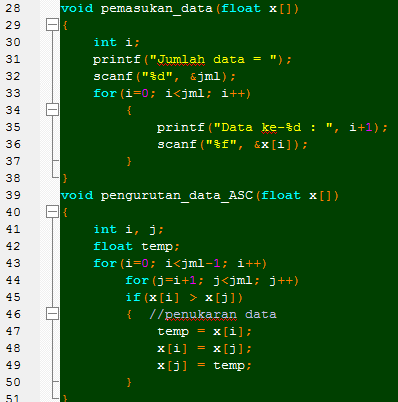 28 void pemasukan_data(float x[])
29 {
30 int i;
31 printf("Jumlah data = ");
32 scanf("%d", &jml);
33 for(i=0; i<jml; i++)
34 {
35 printf("Data ke-%d : ", i+1);
36 scanf("%f", &x[i]);
37 }
38 }
39 void pengurutan_data_ASC(float x[])
40 {
41 int i, j;
42 float temp;
43 for(i=0; i<jml-1; i++)
44 for(j=i+1; j<jml; j++)
45 if(x[i] > x[j])
46 { //penukaran data
47 temp = x[i];
48 x[i] = x[j];
49 x[j] = temp;
50 }
51 }